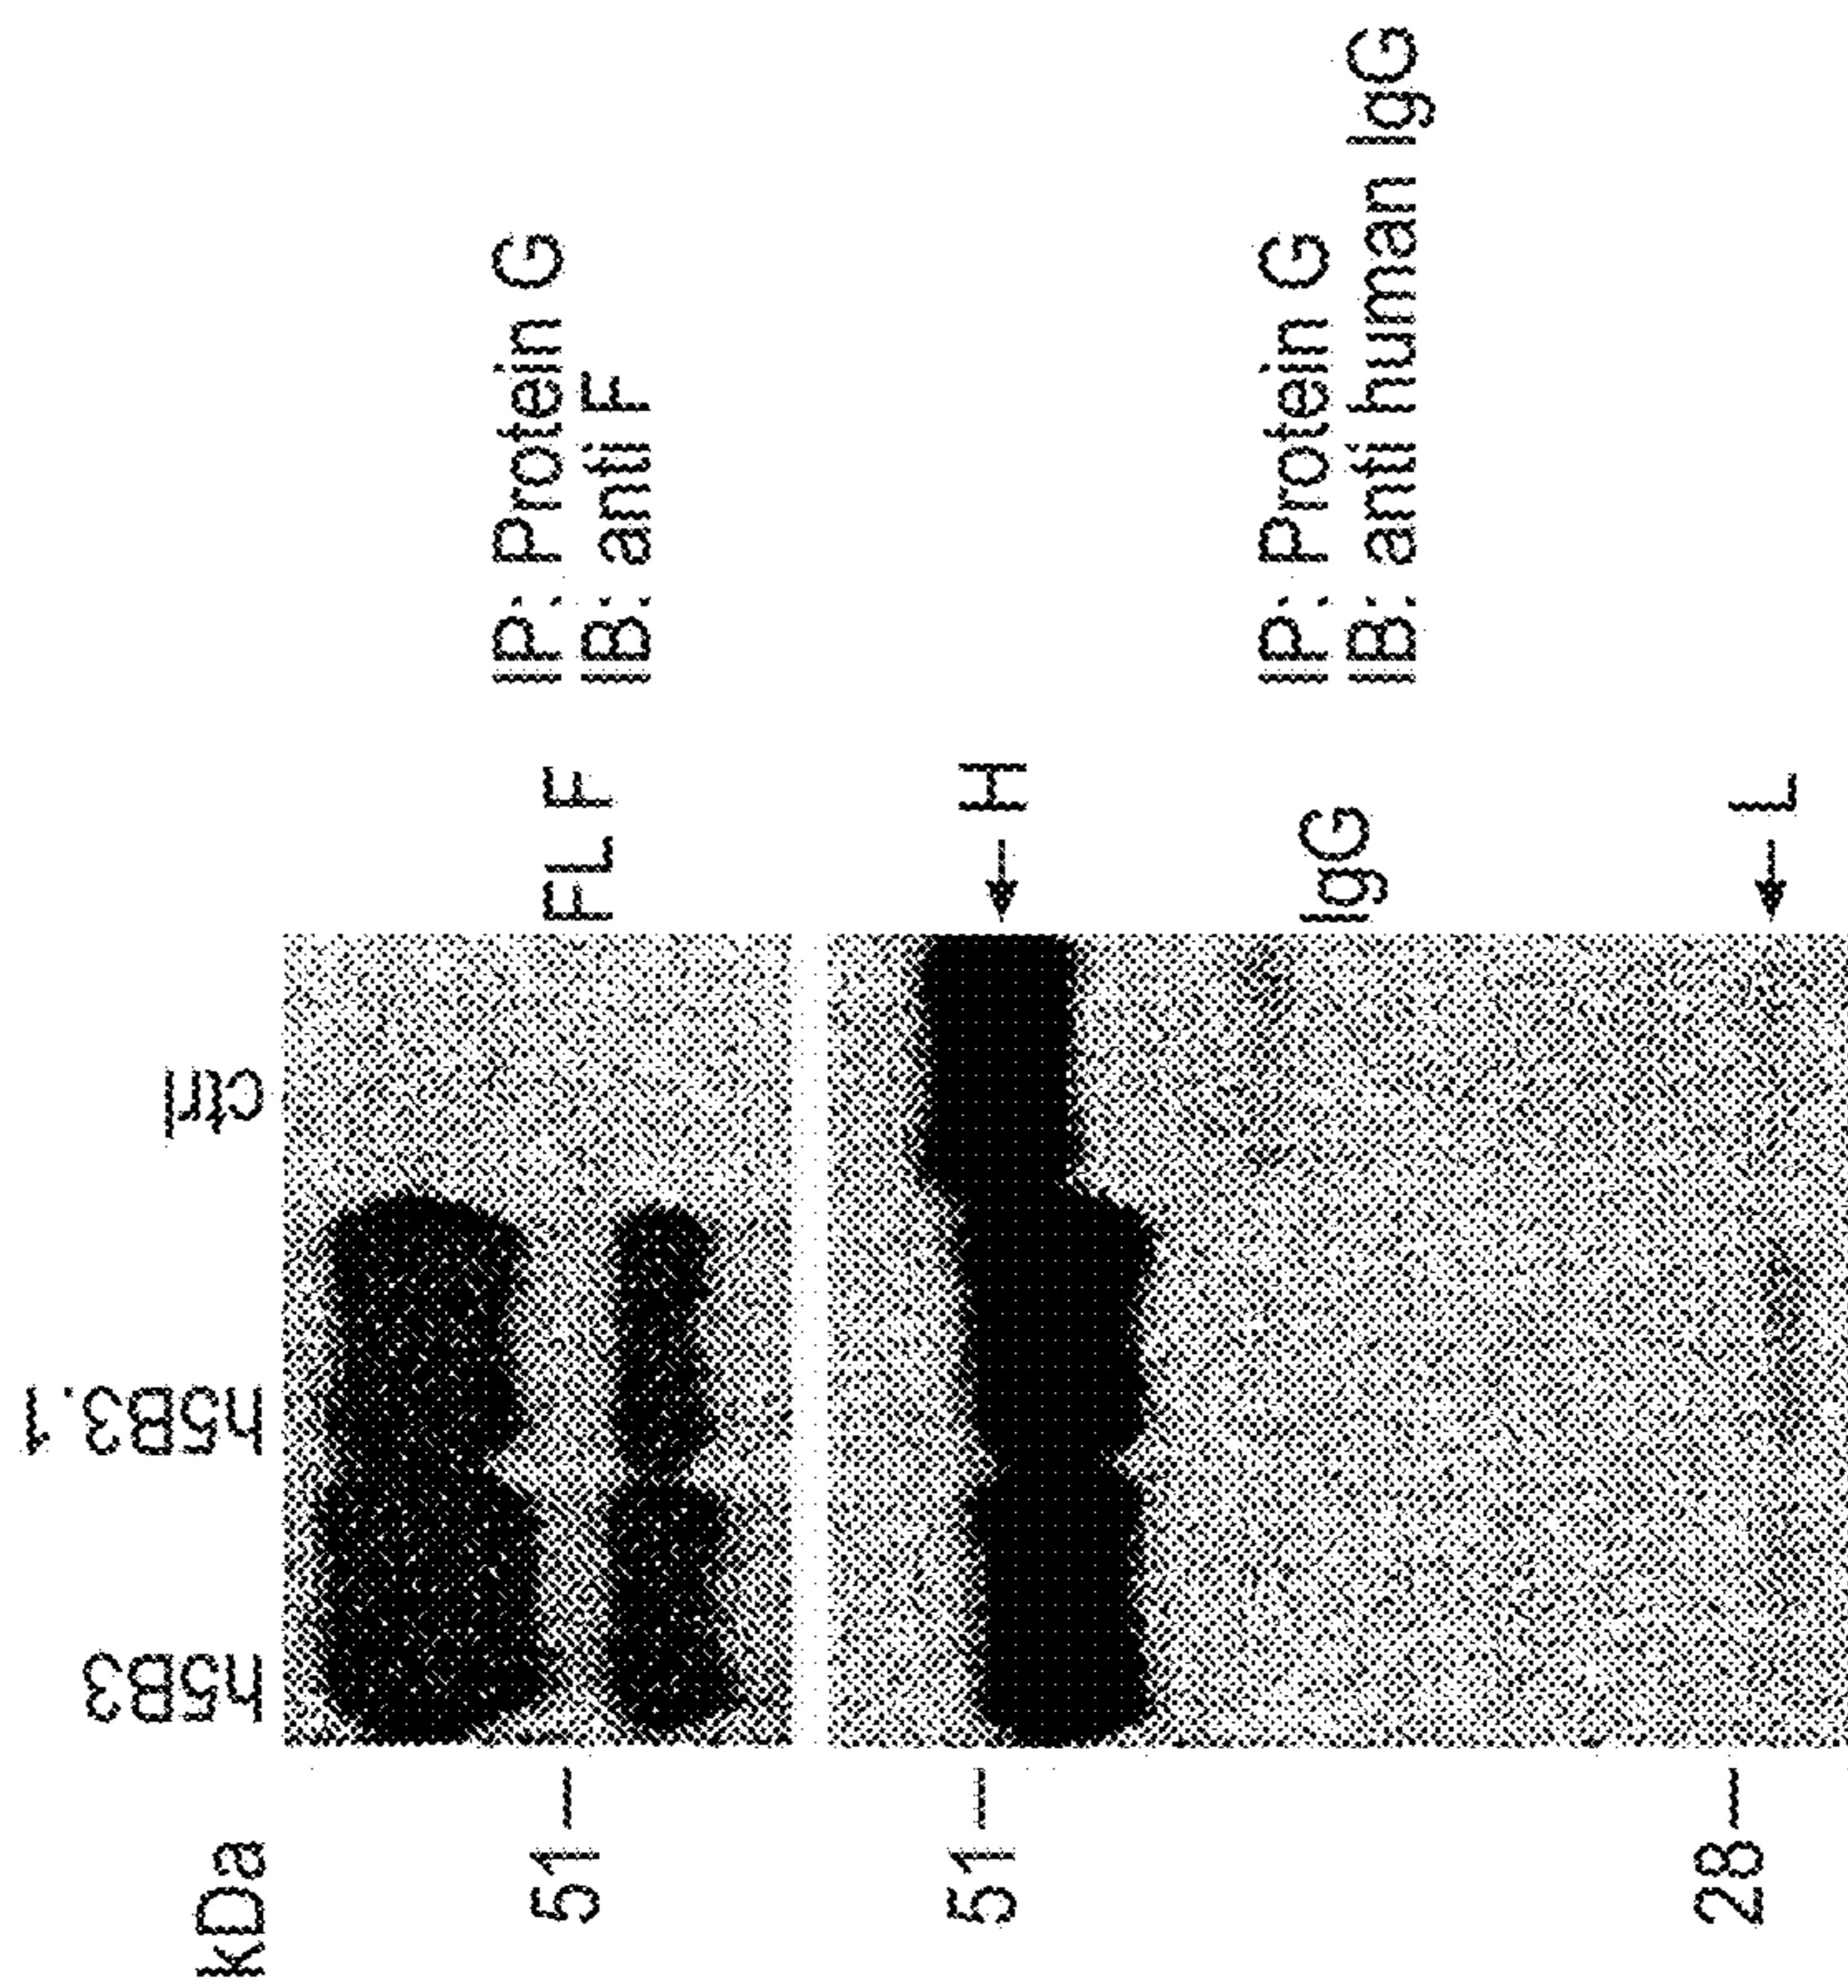 kDa
h5B3
h5B3.1
ctrl
51
FL F
IP: Protein G
IB: anti F
51
H
IgG
28
L
IP: Protein G
IB: anti human IgG